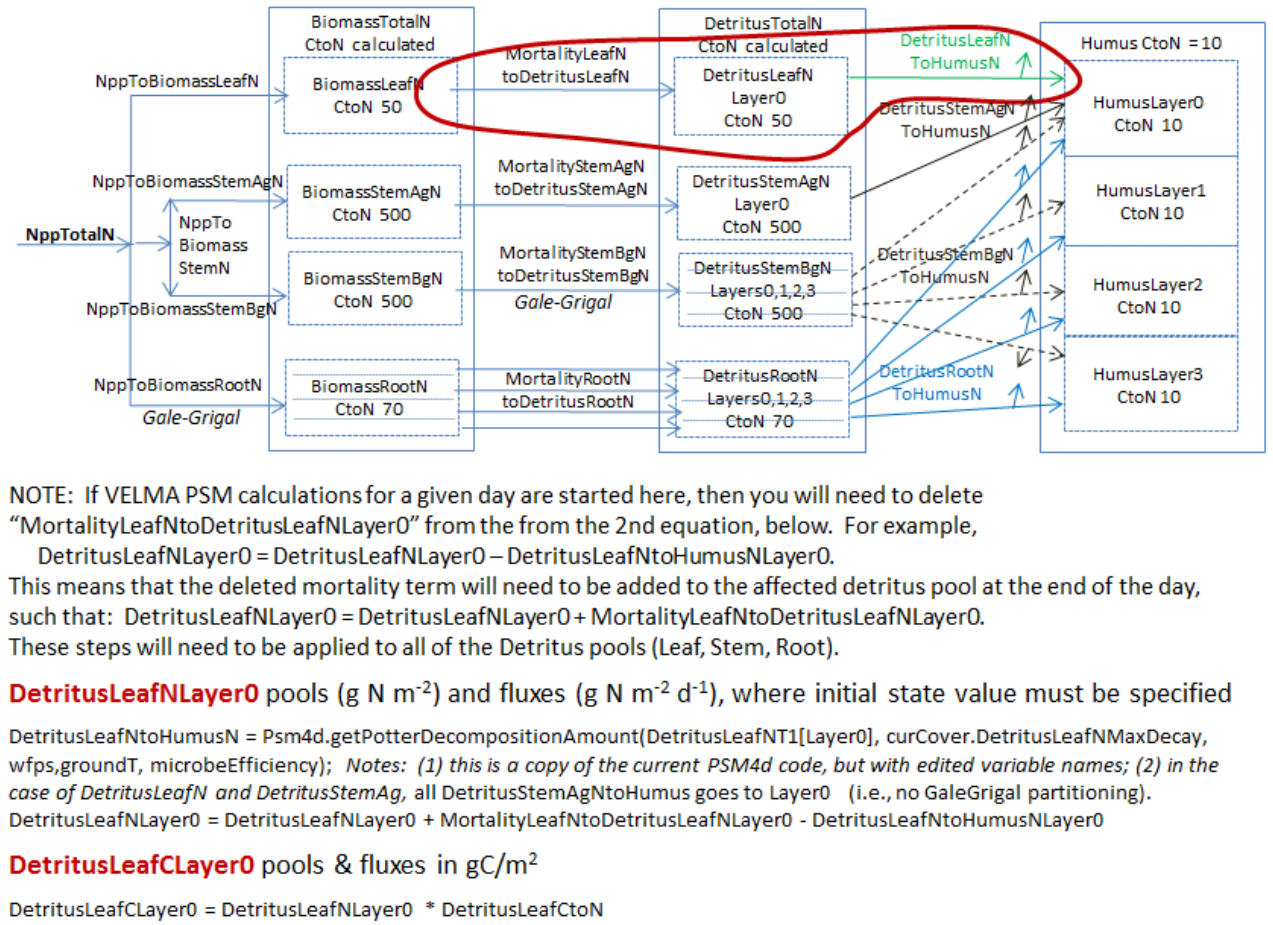 BiomassTotalN
CtoN calculated
BiomassLeafN
CtoN 50
BiomassStemAgN
CtoN 500
BiomassStemBgN
CtoN 500
BiomassRootN
CtoN 70
NppToBiomassLeafN
NppToBiomassStemAgN
NppTotalN
NppTo
Biomass
StemN
NppToBiomassStemBgN
NppToBiomassRootN
Gale-Grigal
MortalityLeafN
toDetritusLeafN
MortalityStemAgN
toDetritusStemAgN
MortalityStemBgN
toDetritusStemBgN
Gale-Grigal
MortalityRootN
toDetritusRootN
DetritusTotalN
CtoN calculated
DetritusLeafN
Layer0
CtoN 50
DetritusStemAgN
Layer0
CtoN 500
DetritusStemBgN
Layers0,1,2,3
CtoN 500
DetritusRootN
Layers0,1,2,3
CtoN 70
DetritusLeafN
ToHumusN
DetritusStemAgN
ToHumusN
DetritusStemBgN
ToHumusN
DetritusRootN
ToHumusN
Humus CtoN = 10
HumusLayer0
CtoN 10
HumusLayer1
CtoN 10
HumusLayer2
CtoN 10
HumusLayer3
CtoN 10
NOTE: If VELMA PSM calculations for a given day are started here, then you will need to delete
“MortalityLeafNtoDetritusLeafNLayer0” from the from the 2nd equation, below. For example,
DetritusLeafNLayer0 = DetritusLeafNLayer0 – DetritusLeafNtoHumusNLayer0.
This means that the deleted mortality term will need to be added to the affected detritus pool at the end of the day,
such that: DetritusLeafNLayer0 = DetritusLeafNLayer0 + MortalityLeafNtoDetritusLeafNLayer0.
These steps will need to be applied to all of the Detritus pools (Leaf, Stem, Root).
DetritusLeafNLayer0 pools (g N m-2) and fluxes (g N m-2 d-1), where initial state value must be specified
DetritusLeafNtoHumusN = Psm4d.getPotterDecompositionAmount(DetritusLeafNT1[Layer0], curCover.DetritusLeafNMaxDecay,
wfps,groundT, microbeEfficiency); Notes: (1) this is a copy of the current PSM4d code, but with edited variable names; (2) in the
case of DetritusLeafN and DetritusStemAg, all DetritusStemAgNtoHumus goes to Layer0 (i.e., no GaleGrigal partitioning).
DetritusLeafNLayer0 = DetritusLeafNLayer0 + MortalityLeafNtoDetritusLeafNLayer0 - DetritusLeafNtoHumusNLayer0
DetritusLeafCLayer0 pools & fluxes in gC/m2
DetritusLeafCLayer0 = DetritusLeafNLayer0 * DetritusLeafCtoN